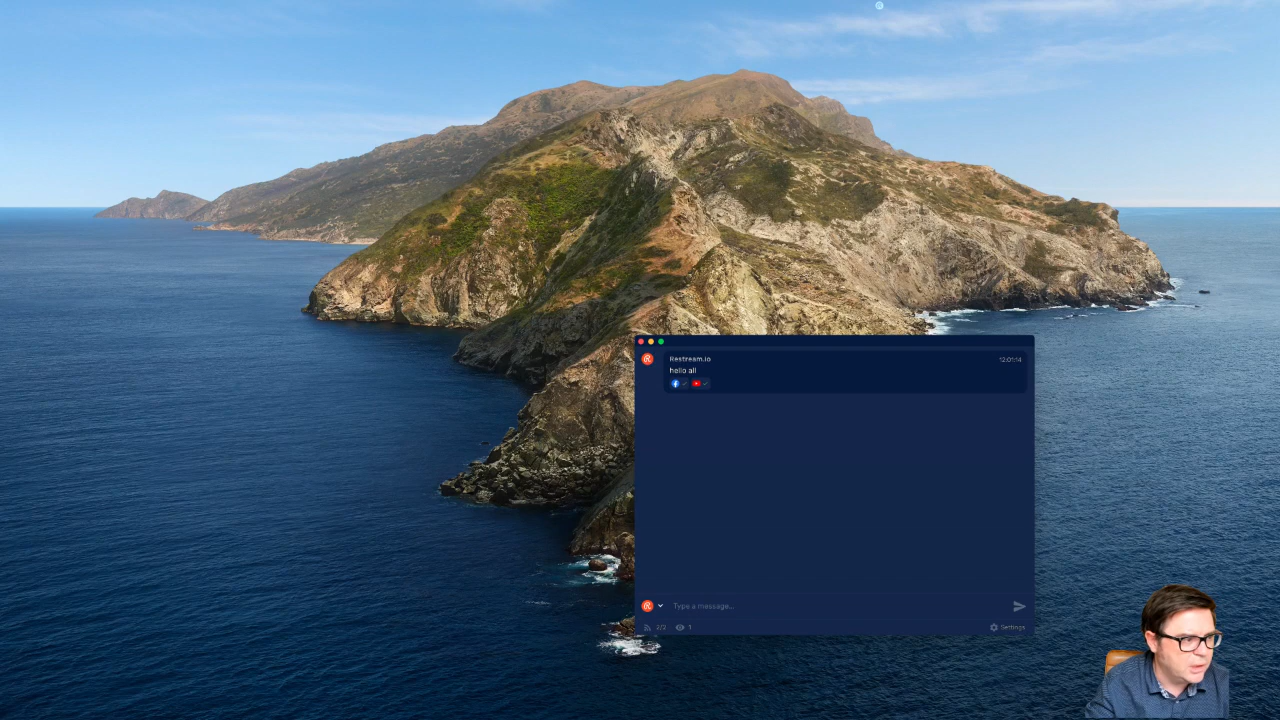 Restream.io 12:01:14
hello all
Type a message...
2/2 1 Settings